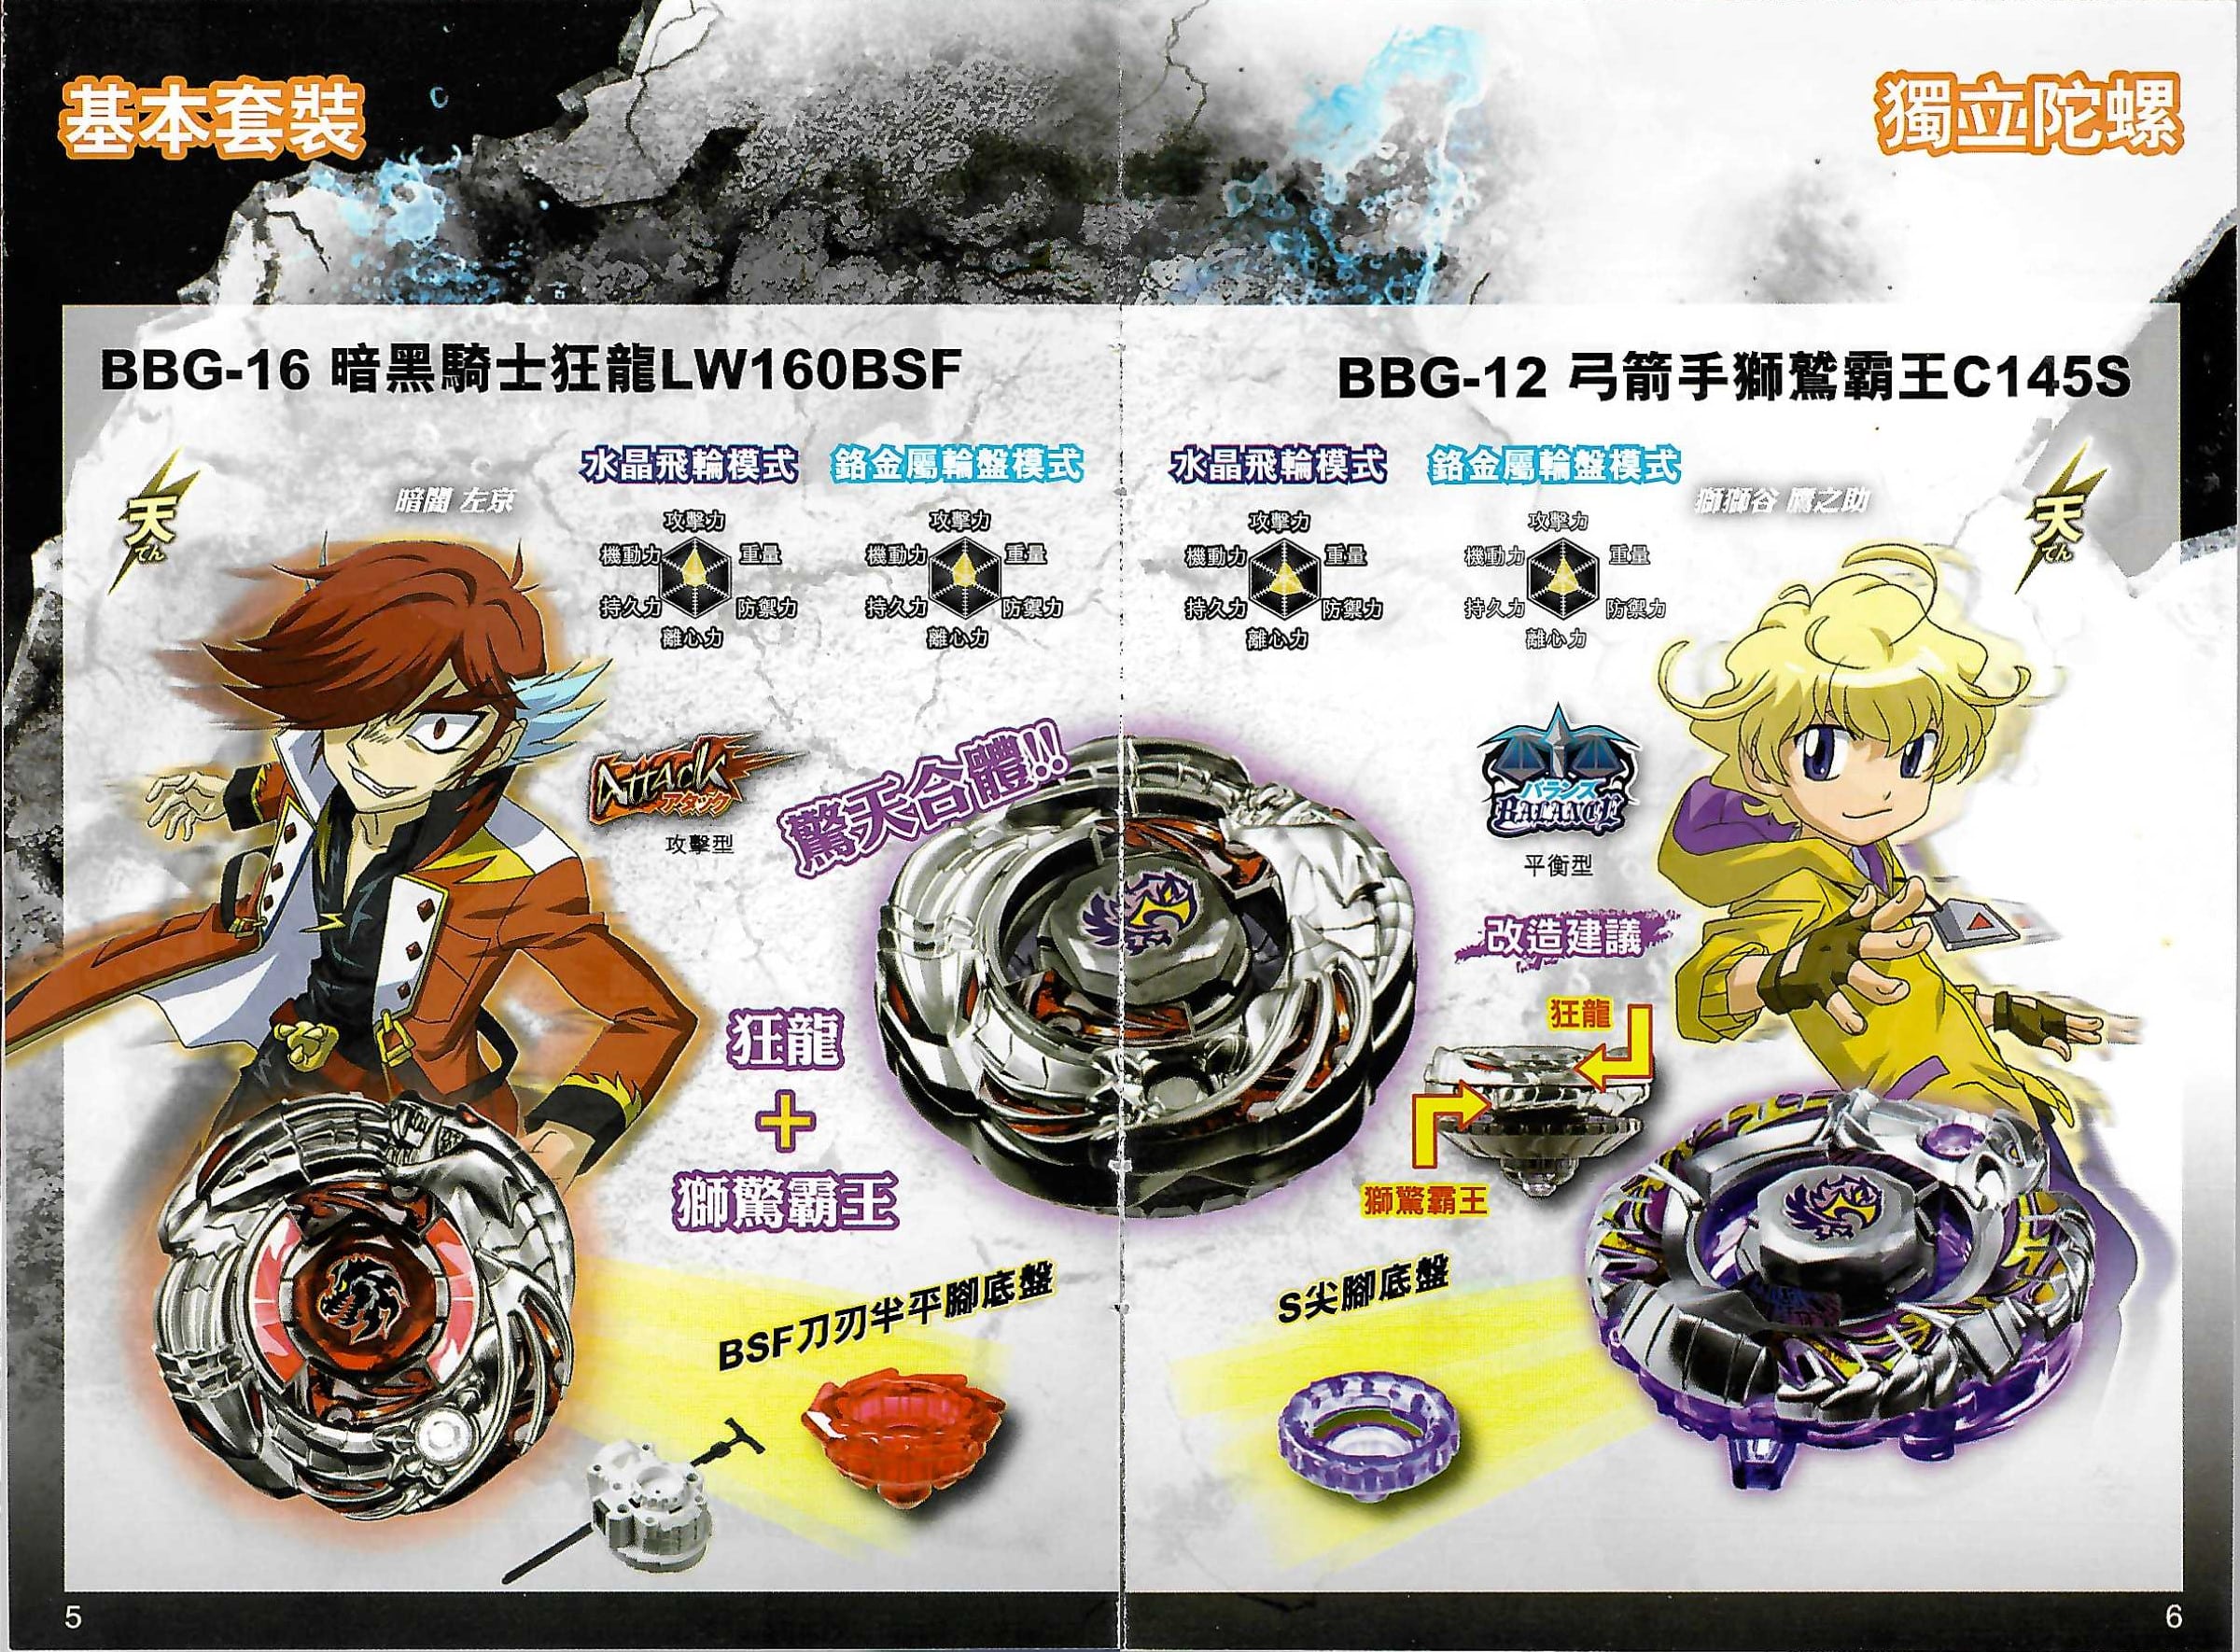 基本套裝
BBG-16 暗黑騎士狂龍LW160BSF
天
てん
暗闇 左京
水晶飛輪模式
攻擊力
機動力
重量
持久力
防禦力
離心力
鉻金屬輪盤模式
攻擊力
機動力
重量
持久力
防禦力
離心力
Attack
アタック
攻擊型
驚天合體!!
狂龍
+
獅驚霸王
BSF刀刃半平腳底盤
5
獨立陀螺
BBG-12 弓箭手獅鷲霸王C145S
水晶飛輪模式
攻擊力
機動力
重量
持久力
防禦力
離心力
鉻金屬輪盤模式
攻擊力
機動力
重量
持久力
防禦力
離心力
獅獅谷 鷹之助
天
てん
バランス
BALANCE
平衡型
改造建議
狂龍
獅驚霸王
S尖腳底盤
6